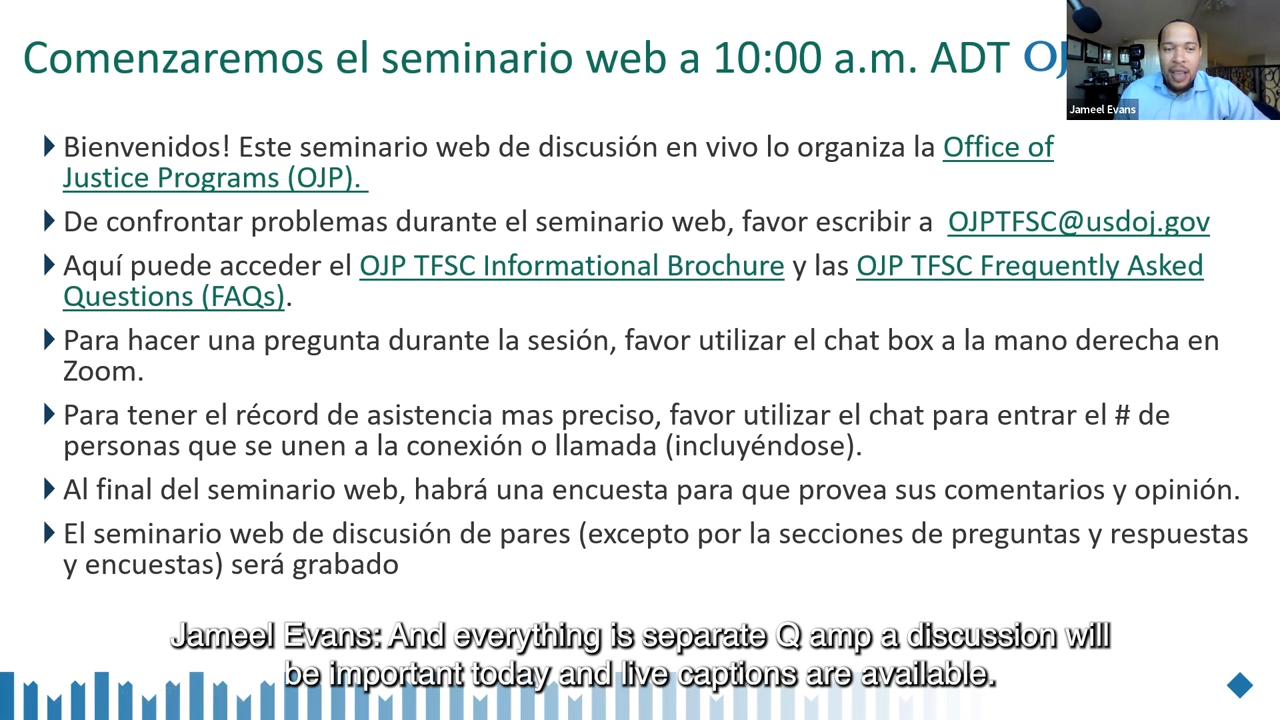 Comenzaremos el seminario web a 10:00 a.m. ADT OJ
Jameel Evans
Bienvenidos! Este seminario web de discusión en vivo lo organiza la Office of
Justice Programs (OJP).
De confrontar problemas durante el seminario web, favor escribir a OJPTFSC@usdoj.gov
Aquí puede acceder el OJP TFSC Informational Brochure y las OJP TFSC Frequently Asked
Questions (FAQs).
Para hacer una pregunta durante la sesión, favor utilizar el chat box a la mano derecha en
Zoom.
Para tener el récord de asistencia mas preciso, favor utilizar el chat para entrar el # de
personas que se unen a la conexión o llamada (incluyéndose).
Al final del seminario web, habrá una encuesta para que provea sus comentarios y opinión.
El seminario web de discusión de pares (excepto por la secciones de preguntas y respuestas
y encuestas) será grabado
Jameel Evans: And everything is separate Q amp a discussion will
be important today and live captions are available.